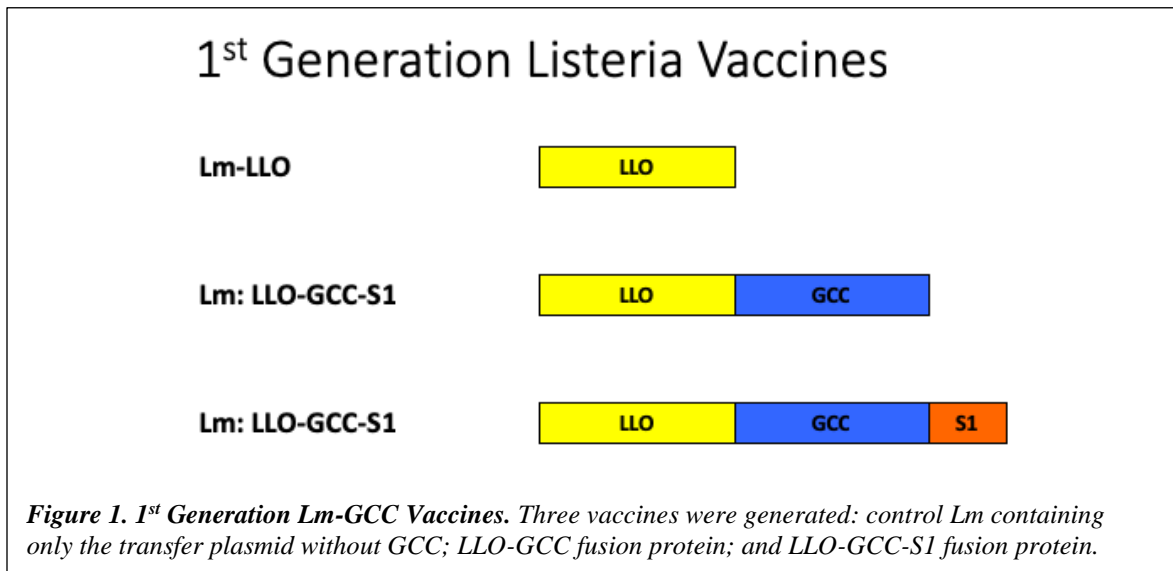 1st Generation Listeria Vaccines
Lm-LLO
LLO
Lm: LLO-GCC-S1
LLO
GCC
Lm: LLO-GCC-S1
LLO
GCC
S1
Figure 1. 1st Generation Lm-GCC Vaccines. Three vaccines were generated: control Lm containing
only the transfer plasmid without GCC; LLO-GCC fusion protein; and LLO-GCC-S1 fusion protein.